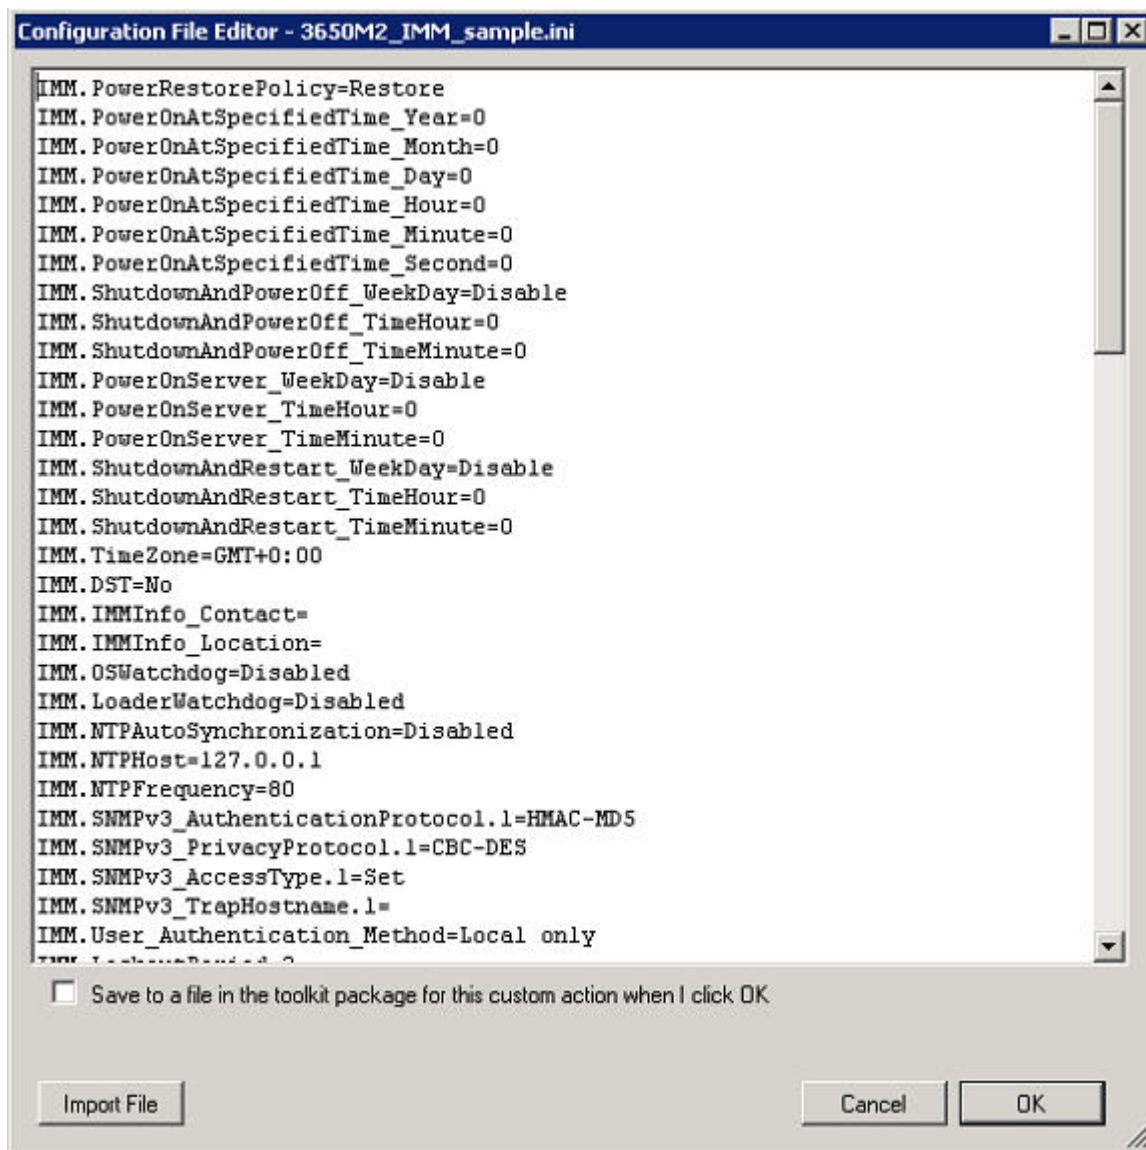 Configuration File Editor - 3650M2_IMM_sample.ini
IMM.PowerRestorePolicy=Restore
IMM.PowerOnAtSpecifiedTime_Year=0
IMM.PowerOnAtSpecifiedTime_Month=0
IMM.PowerOnAtSpecifiedTime_Day=0
IMM.PowerOnAtSpecifiedTime_Hour=0
IMM.PowerOnAtSpecifiedTime_Minute=0
IMM.PowerOnAtSpecifiedTime_Second=0
IMM.ShutdownAndPowerOff_WeekDay=Disable
IMM.ShutdownAndPowerOff_TimeHour=0
IMM.ShutdownAndPowerOff_TimeMinute=0
IMM.PowerOnServer_WeekDay=Disable
IMM.PowerOnServer_TimeHour=0
IMM.PowerOnServer_TimeMinute=0
IMM.ShutdownAndRestart_WeekDay=Disable
IMM.ShutdownAndRestart_TimeHour=0
IMM.ShutdownAndRestart_TimeMinute=0
IMM.TimeZone=GMT+0:00
IMM.DST=No
IMM.IMMInfo_Contact=
IMM.IMMInfo_Location=
IMM.OSWatchdog=Disabled
IMM.LoaderWatchdog=Disabled
IMM.NTPAutoSynchronization=Disabled
IMM.NTPHost=127.0.0.1
IMM.NTPFrequency=80
IMM.SNMPv3_AuthenticationProtocol.1=HMAC-MD5
IMM.SNMPv3_PrivacyProtocol.1=CBC-DES
IMM.SNMPv3_AccessType.1=Set
IMM.SNMPv3_TrapHostname.1=
IMM.User_Authentication_Method=Local only
Save to a file in the toolkit package for this custom action when I click OK
Import File
Cancel
OK